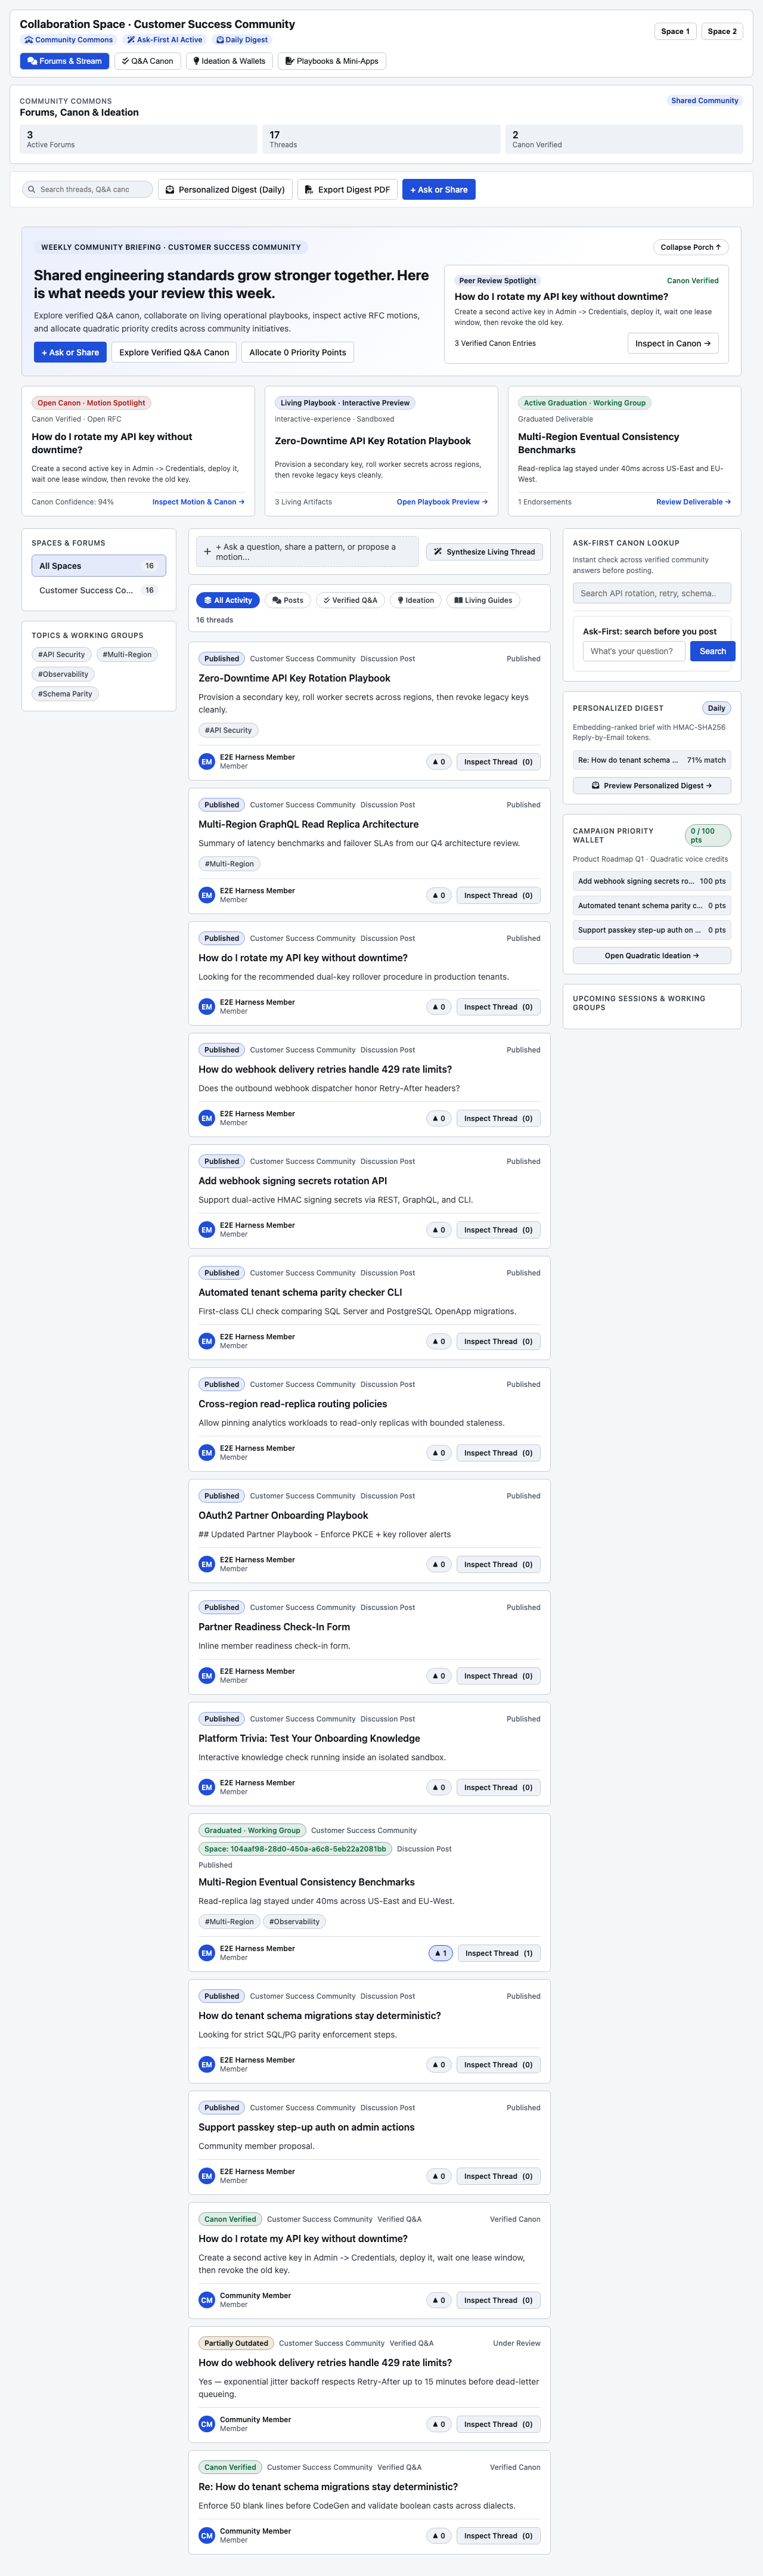 Collaboration Space · Customer Success Community
Community Commons Ask-First AI Active Daily Digest
Space 1 Space 2
Forums & Stream Q&A Canon Ideation & Wallets Playbooks & Mini-Apps
COMMUNITY COMMONS
Shared Community
Forums, Canon & Ideation
3
Active Forums
17
Threads
2
Canon Verified
Search threads, Q&A canc
Personalized Digest (Daily) Export Digest PDF + Ask or Share
WEEKLY COMMUNITY BRIEFING · CUSTOMER SUCCESS COMMUNITY
Collapse Porch ↑
Shared engineering standards grow stronger together. Here
is what needs your review this week.
Explore verified Q&A canon, collaborate on living operational playbooks, inspect active RFC motions,
and allocate quadratic priority credits across community initiatives.
+ Ask or Share Explore Verified Q&A Canon Allocate 0 Priority Points
Peer Review Spotlight Canon Verified
How do I rotate my API key without downtime?
Create a second active key in Admin -> Credentials, deploy it, wait one lease
window, then revoke the old key.
3 Verified Canon Entries Inspect in Canon →
Open Canon · Motion Spotlight
Canon Verified · Open RFC
How do I rotate my API key without
downtime?
Create a second active key in Admin -> Credentials, deploy it,
wait one lease window, then revoke the old key.
Canon Confidence: 94% Inspect Motion & Canon →
Living Playbook · Interactive Preview
interactive-experience · Sandboxed
Zero-Downtime API Key Rotation Playbook
Provision a secondary key, roll worker secrets across regions,
then revoke legacy keys cleanly.
3 Living Artifacts Open Playbook Preview →
Active Graduation · Working Group
Graduated Deliverable
Multi-Region Eventual Consistency
Benchmarks
Read-replica lag stayed under 40ms across US-East and EU-
West.
1 Endorsements Review Deliverable →
SPACES & FORUMS
All Spaces 16
Customer Success Co... 16
TOPICS & WORKING GROUPS
#API Security #Multi-Region
#Observability
#Schema Parity
+ Ask a question, share a pattern, or propose a
motion...
Synthesize Living Thread
All Activity Posts Verified Q&A Ideation Living Guides
16 threads
Published Customer Success Community Discussion Post Published
Zero-Downtime API Key Rotation Playbook
Provision a secondary key, roll worker secrets across regions, then revoke legacy keys
cleanly.
#API Security
EM E2E Harness Member
Member
▲ 0 Inspect Thread (0)
Published Customer Success Community Discussion Post Published
Multi-Region GraphQL Read Replica Architecture
Summary of latency benchmarks and failover SLAs from our Q4 architecture review.
#Multi-Region
EM E2E Harness Member
Member
▲ 0 Inspect Thread (0)
Published Customer Success Community Discussion Post Published
How do I rotate my API key without downtime?
Looking for the recommended dual-key rollover procedure in production tenants.
EM E2E Harness Member
Member
▲ 0 Inspect Thread (0)
Published Customer Success Community Discussion Post Published
How do webhook delivery retries handle 429 rate limits?
Does the outbound webhook dispatcher honor Retry-After headers?
EM E2E Harness Member
Member
▲ 0 Inspect Thread (0)
Published Customer Success Community Discussion Post Published
Add webhook signing secrets rotation API
Support dual-active HMAC signing secrets via REST, GraphQL, and CLI.
EM E2E Harness Member
Member
▲ 0 Inspect Thread (0)
Published Customer Success Community Discussion Post Published
Automated tenant schema parity checker CLI
First-class CLI check comparing SQL Server and PostgreSQL OpenApp migrations.
EM E2E Harness Member
Member
▲ 0 Inspect Thread (0)
Published Customer Success Community Discussion Post Published
Cross-region read-replica routing policies
Allow pinning analytics workloads to read-only replicas with bounded staleness.
EM E2E Harness Member
Member
▲ 0 Inspect Thread (0)
Published Customer Success Community Discussion Post Published
OAuth2 Partner Onboarding Playbook
## Updated Partner Playbook - Enforce PKCE + key rollover alerts
EM E2E Harness Member
Member
▲ 0 Inspect Thread (0)
Published Customer Success Community Discussion Post Published
Partner Readiness Check-In Form
Inline member readiness check-in form.
EM E2E Harness Member
Member
▲ 0 Inspect Thread (0)
Published Customer Success Community Discussion Post Published
Platform Trivia: Test Your Onboarding Knowledge
Interactive knowledge check running inside an isolated sandbox.
EM E2E Harness Member
Member
▲ 0 Inspect Thread (0)
Graduated · Working Group Customer Success Community
Space: 104aaf98-28d0-450a-a6c8-5eb22a2081bb Discussion Post
Published
Multi-Region Eventual Consistency Benchmarks
Read-replica lag stayed under 40ms across US-East and EU-West.
#Multi-Region #Observability
EM E2E Harness Member
Member
▲ 1 Inspect Thread (1)
Published Customer Success Community Discussion Post Published
How do tenant schema migrations stay deterministic?
Looking for strict SQL/PG parity enforcement steps.
EM E2E Harness Member
Member
▲ 0 Inspect Thread (0)
Published Customer Success Community Discussion Post Published
Support passkey step-up auth on admin actions
Community member proposal.
EM E2E Harness Member
Member
▲ 0 Inspect Thread (0)
Canon Verified Customer Success Community Verified Q&A Verified Canon
How do I rotate my API key without downtime?
Create a second active key in Admin -> Credentials, deploy it, wait one lease window,
then revoke the old key.
CM Community Member
Member
▲ 0 Inspect Thread (0)
Partially Outdated Customer Success Community Verified Q&A Under Review
How do webhook delivery retries handle 429 rate limits?
Yes — exponential jitter backoff respects Retry-After up to 15 minutes before dead-letter
queueing.
CM Community Member
Member
▲ 0 Inspect Thread (0)
Canon Verified Customer Success Community Verified Q&A Verified Canon
Re: How do tenant schema migrations stay deterministic?
Enforce 50 blank lines before CodeGen and validate boolean casts across dialects.
CM Community Member
Member
▲ 0 Inspect Thread (0)
ASK-FIRST CANON LOOKUP
Instant check across verified community
answers before posting.
Search API rotation, retry, schema..
Ask-First: search before you post
What's your question? Search
PERSONALIZED DIGEST Daily
Embedding-ranked brief with HMAC-SHA256
Reply-by-Email tokens.
Re: How do tenant schema ... 71% match
Preview Personalized Digest →
CAMPAIGN PRIORITY
WALLET
0 / 100
pts
Product Roadmap Q1 · Quadratic voice credits
Add webhook signing secrets ro... 100 pts
Automated tenant schema parity c... 0 pts
Support passkey step-up auth on ... 0 pts
Open Quadratic Ideation →
UPCOMING SESSIONS & WORKING
GROUPS